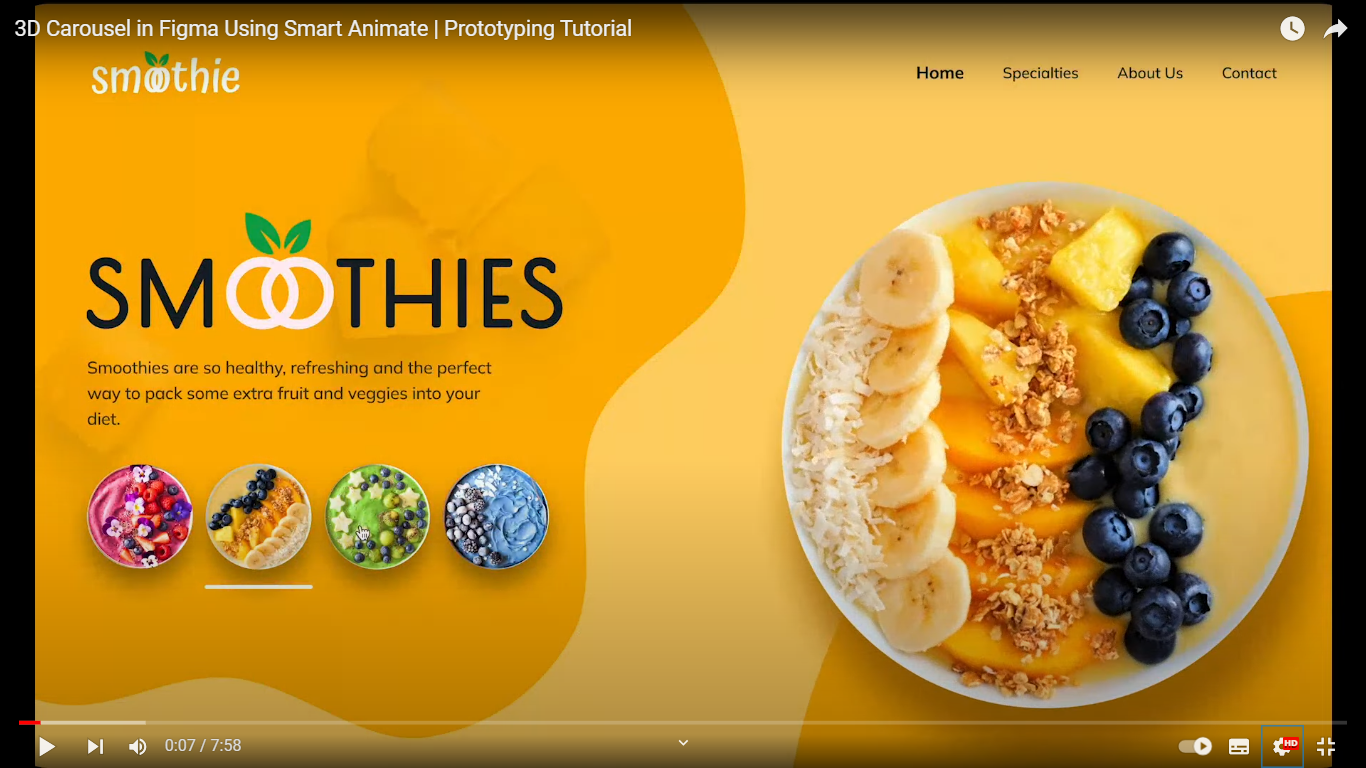 3D Carousel in Figma Using Smart Animate | Prototyping Tutorial
smoothie
Home Specialties About Us Contact
SMOOTHIES
Smoothies are so healthy, refreshing and the perfect
way to pack some extra fruit and veggies into your
diet.
0:07 / 7:58
HD